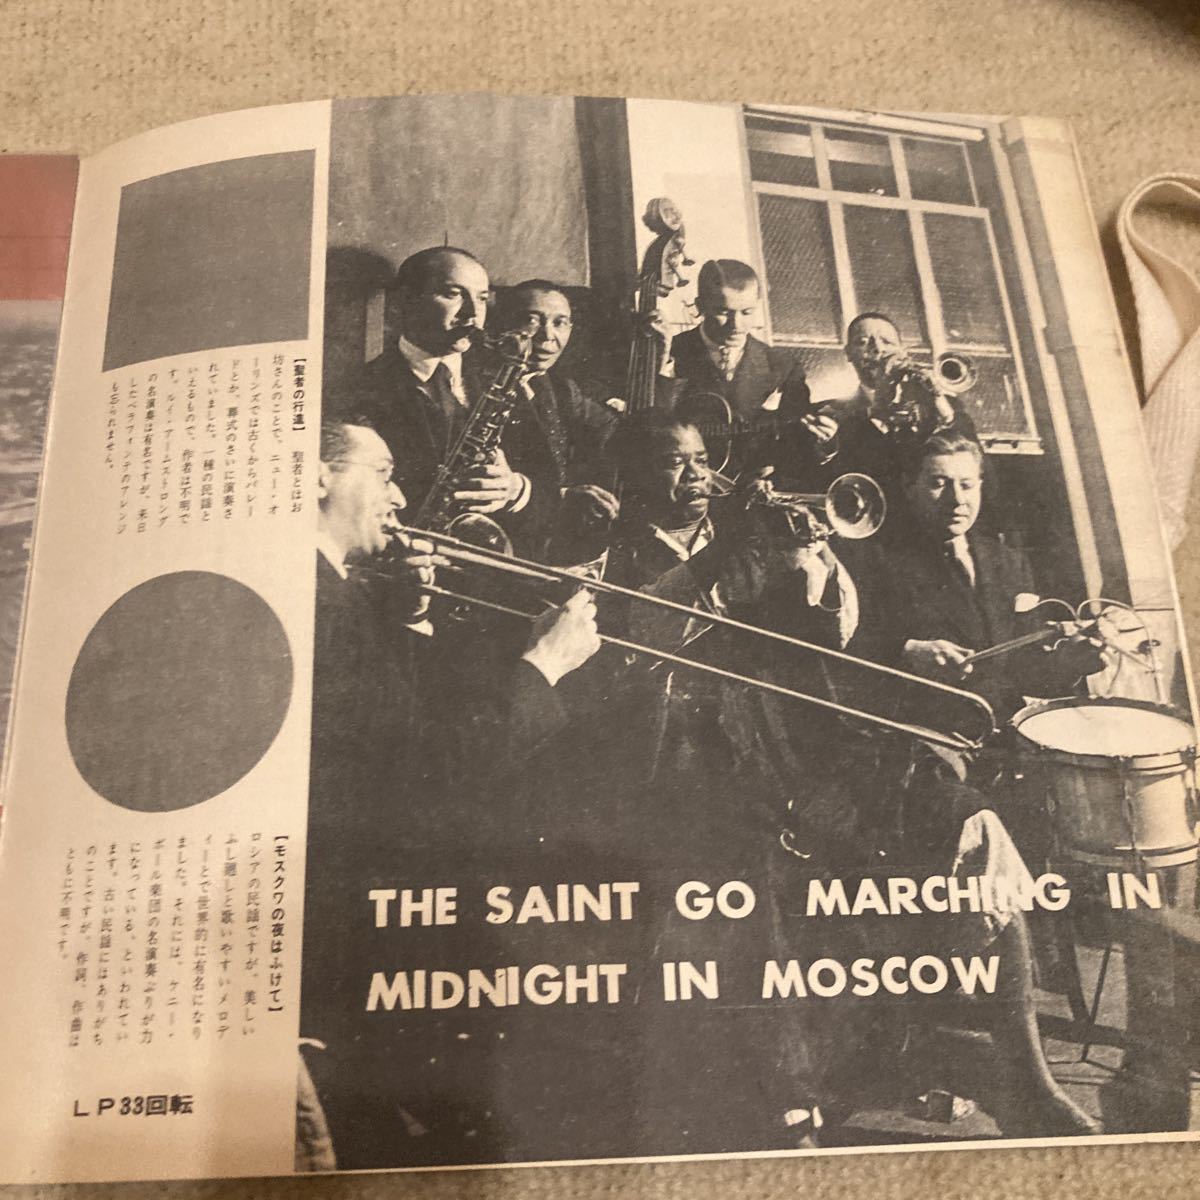 【聖者の行進】　聖者とはお
坊さんのことで、ニュー・オ
ーリンズでは古くからパレー
ドとか、葬式のさいに演奏さ
れていました。一種の民謡と
いえるもので、作者は不明で
す。ルイ・アームストロング
の名演奏は有名ですが、来日
したベラフォンテのアレンジ
も忘れません。
【モスクワの夜はふけて】
ロシアの民謡ですが、美しい
ふし廻しと歌いやすいメロデ
ィーとで世界的に有名になり
ました。それには、ケニー・
ボール楽団の名演奏ぶりが力
になっている、といわれてい
ます。古い民謡にはありがち
のことですが、作詞、作曲は
ともに不明です。
LP33回転
THE SAINT GO MARCHING IN
MIDNIGHT IN MOSCOW